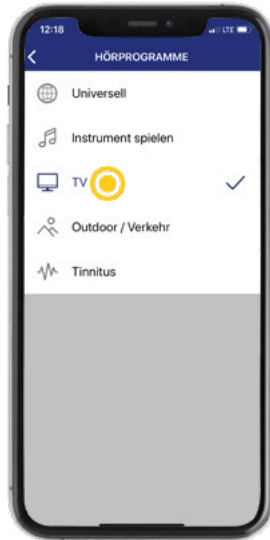 12:18
LTE
HÖRPROGRAMME
Universell
Instrument spielen
TV
Outdoor / Verkehr
Tinnitus